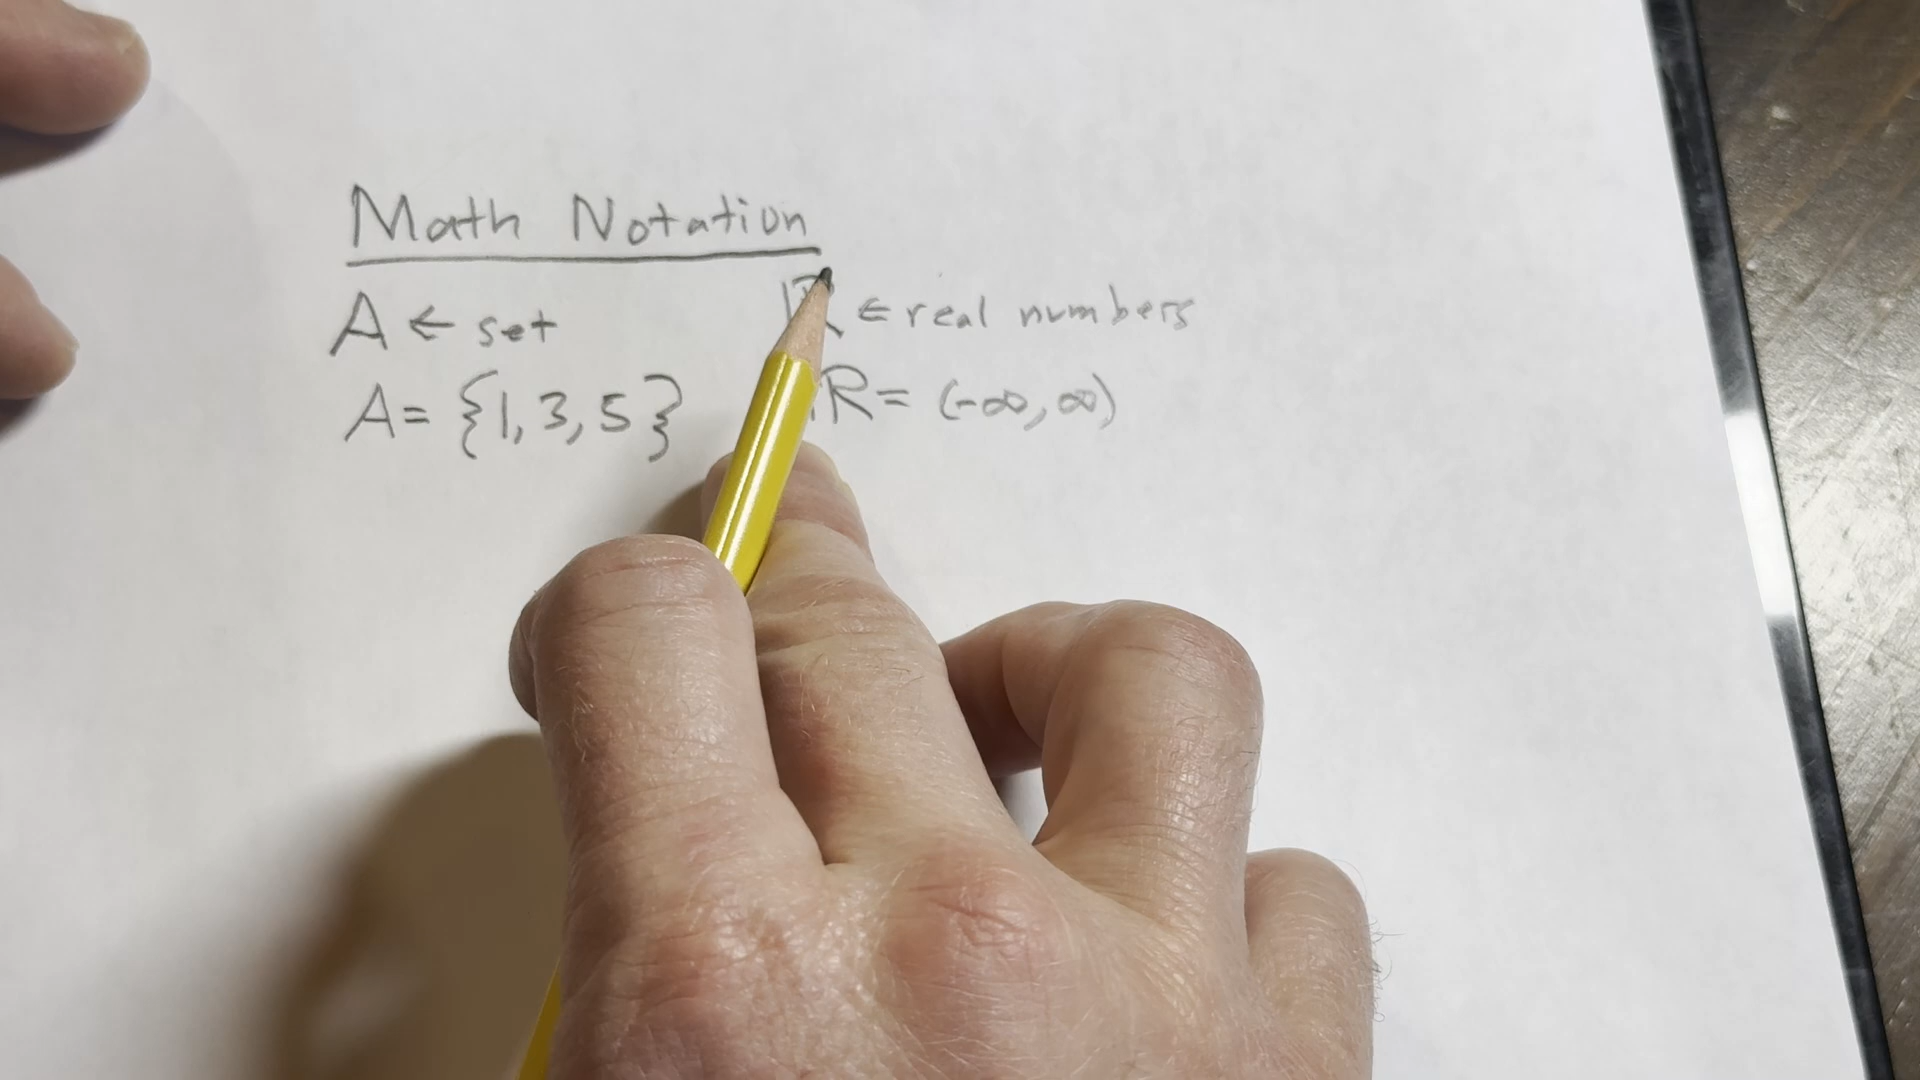 Math Notation
A ← set
ℝ ← real numbers
A = {1, 3, 5}
ℝ = (-∞, ∞)